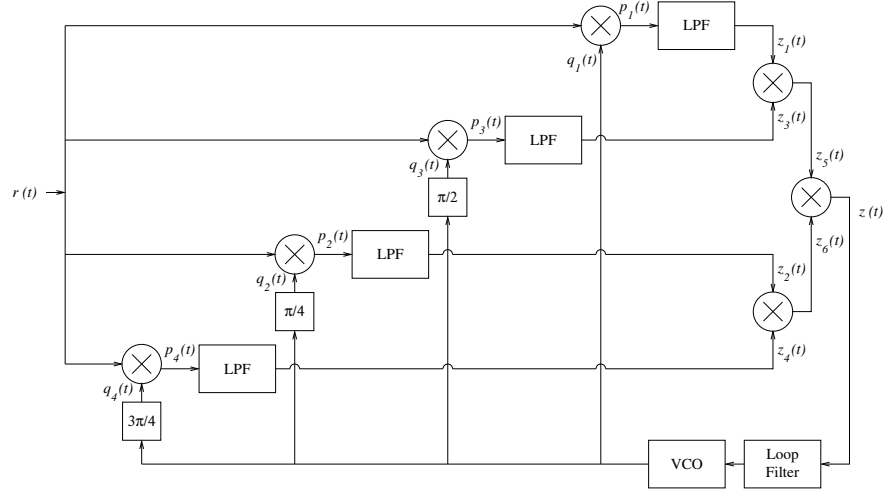 p1(t)
LPF
z1(t)
q1(t)
p3(t)
LPF
z3(t)
q3(t)
z5(t)
π/2
r(t)
z(t)
p2(t)
LPF
z6(t)
q2(t)
z2(t)
π/4
p4(t)
LPF
z4(t)
q4(t)
3π/4
VCO
Loop
Filter